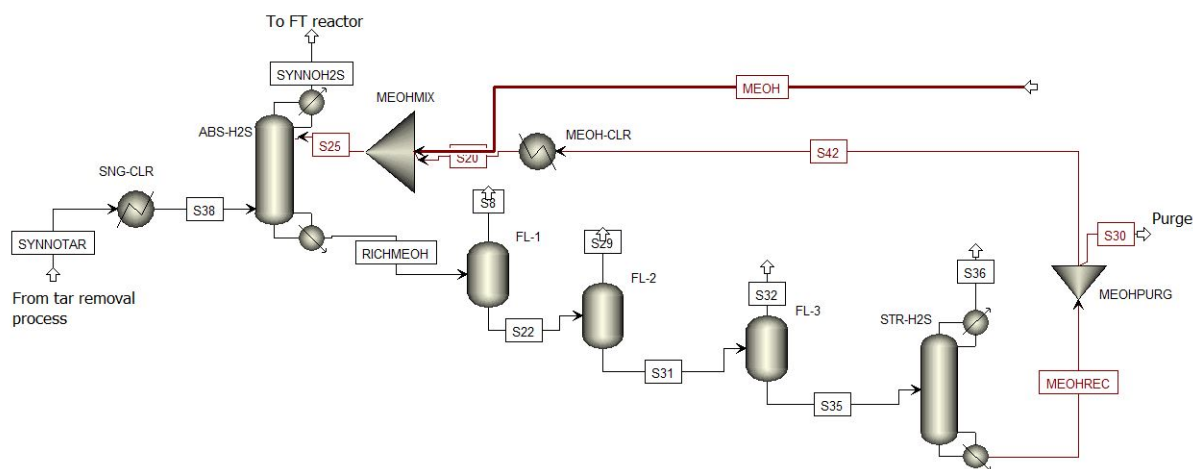 To FT reactor
SYNNOH2S
MEOHMIX
MEOH
ABS-H2S
S25
S20
MEOH-CLR
S42
SNG-CLR
S38
S8
S30
Purge
SYNNOTAR
RICHMEOH
FL-1
S29
FL-2
S36
From tar removal
process
S32
FL-3
MEOHPURG
S22
STR-H2S
S31
MEOHREC
S35